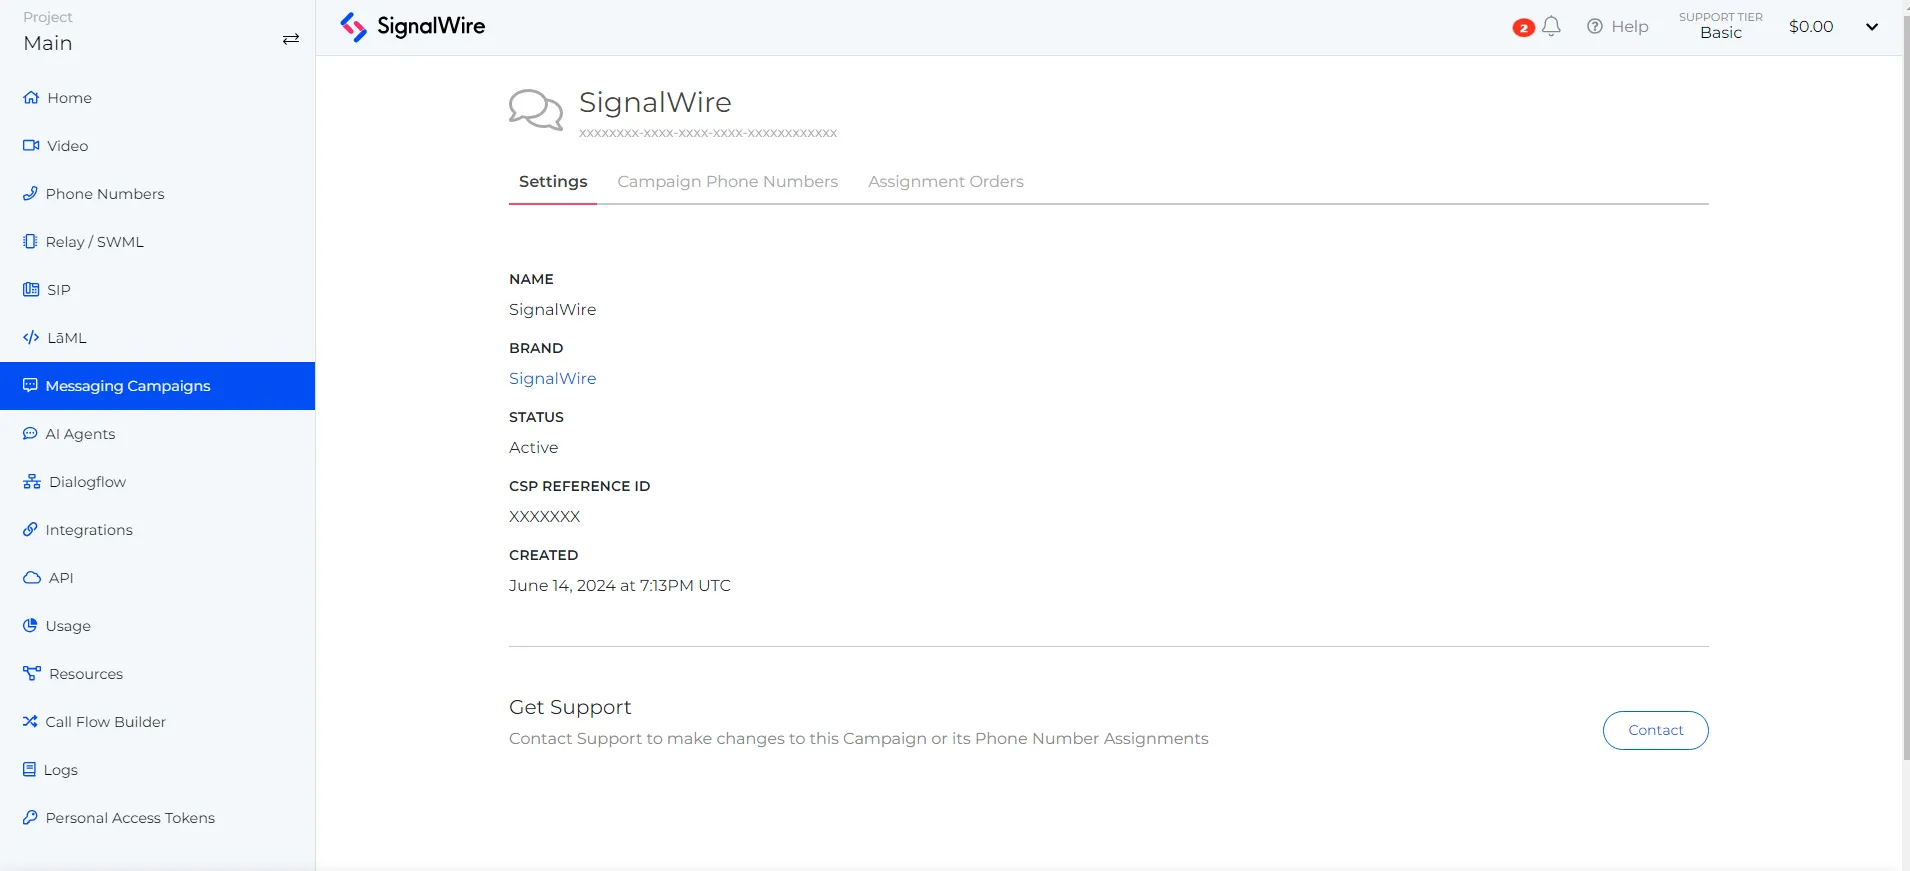 Project
Main
Home
Video
Phone Numbers
Relay / SWML
SIP
LāML
Messaging Campaigns
AI Agents
Dialogflow
Integrations
API
Usage
Resources
Call Flow Builder
Logs
Personal Access Tokens
SignalWire
2
Help
SUPPORT TIER
Basic
$0.00
SignalWire
xxxxxxxx-xxxx-xxxx-xxxx-xxxxxxxxxxxx
Settings Campaign Phone Numbers Assignment Orders
NAME
SignalWire
BRAND
SignalWire
STATUS
Active
CSP REFERENCE ID
XXXXXXX
CREATED
June 14, 2024 at 7:13PM UTC
Get Support
Contact Support to make changes to this Campaign or its Phone Number Assignments
Contact